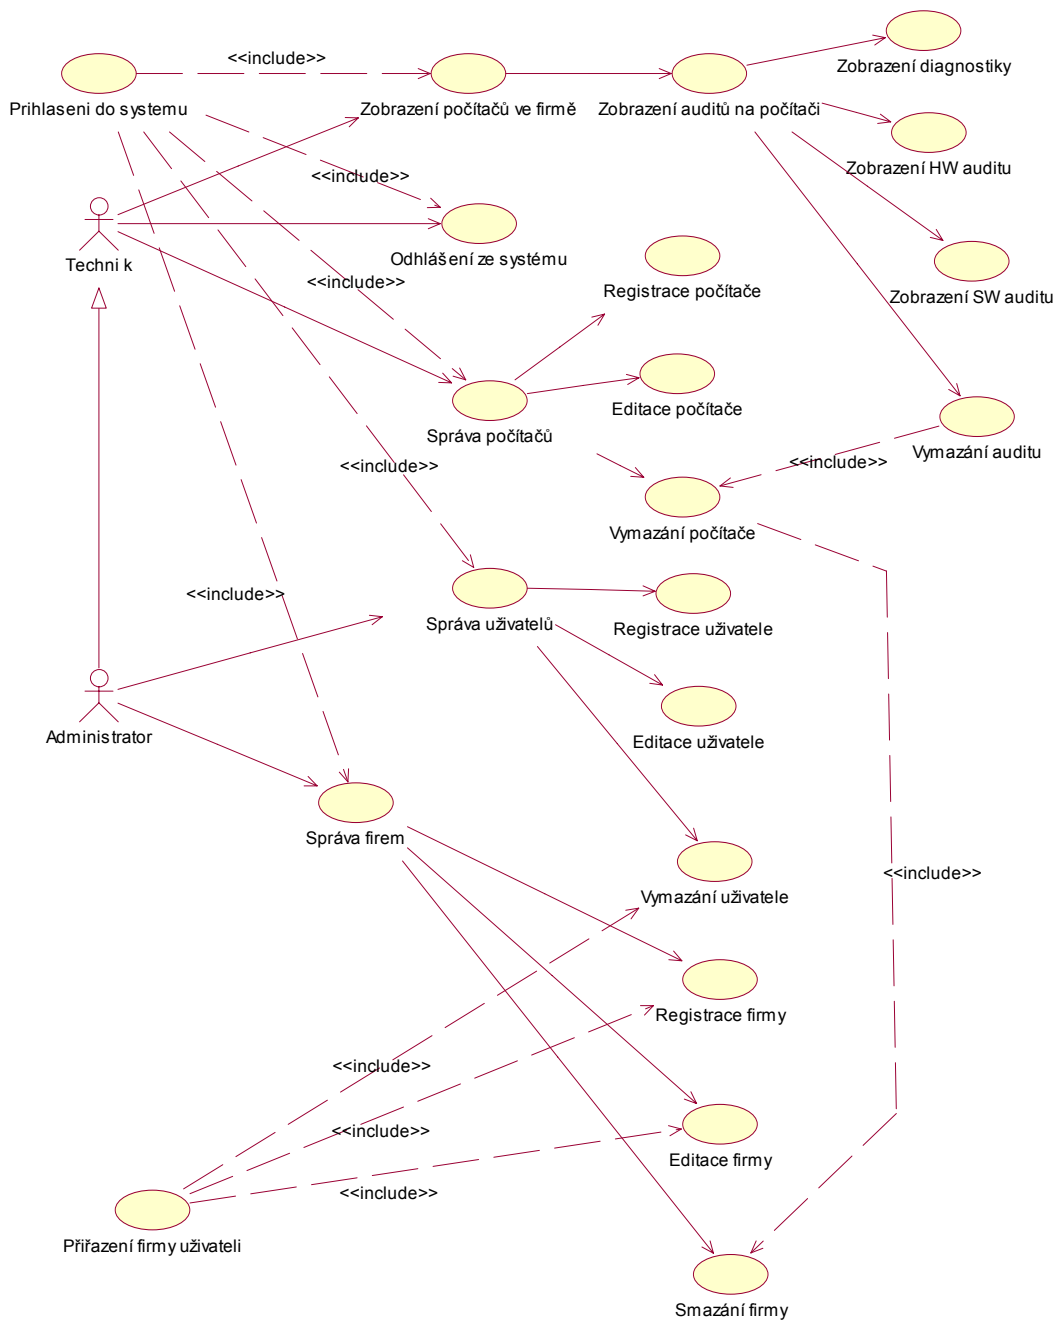 <<include>>
Zobrazení diagnostiky
Prihlaseni do systemu
Zobrazení počítačů ve firmě
Zobrazení auditů na počítači
Zobrazení HW auditu
<<include>>
Techni k
Odhlášení ze systému
<<include>>
Registrace počítače
Zobrazení SW auditu
Editace počítače
Správa počítačů
Vymazání auditu
<<include>>
<<include>>
Vymazání počítače
<<include>>
Správa uživatelů
Registrace uživatele
Administrator
Editace uživatele
Správa firem
<<include>>
Vymazání uživatele
Registrace firmy
<<include>>
<<include>>
Editace firmy
<<include>>
Přiřazení firmy uživateli
Smazání firmy